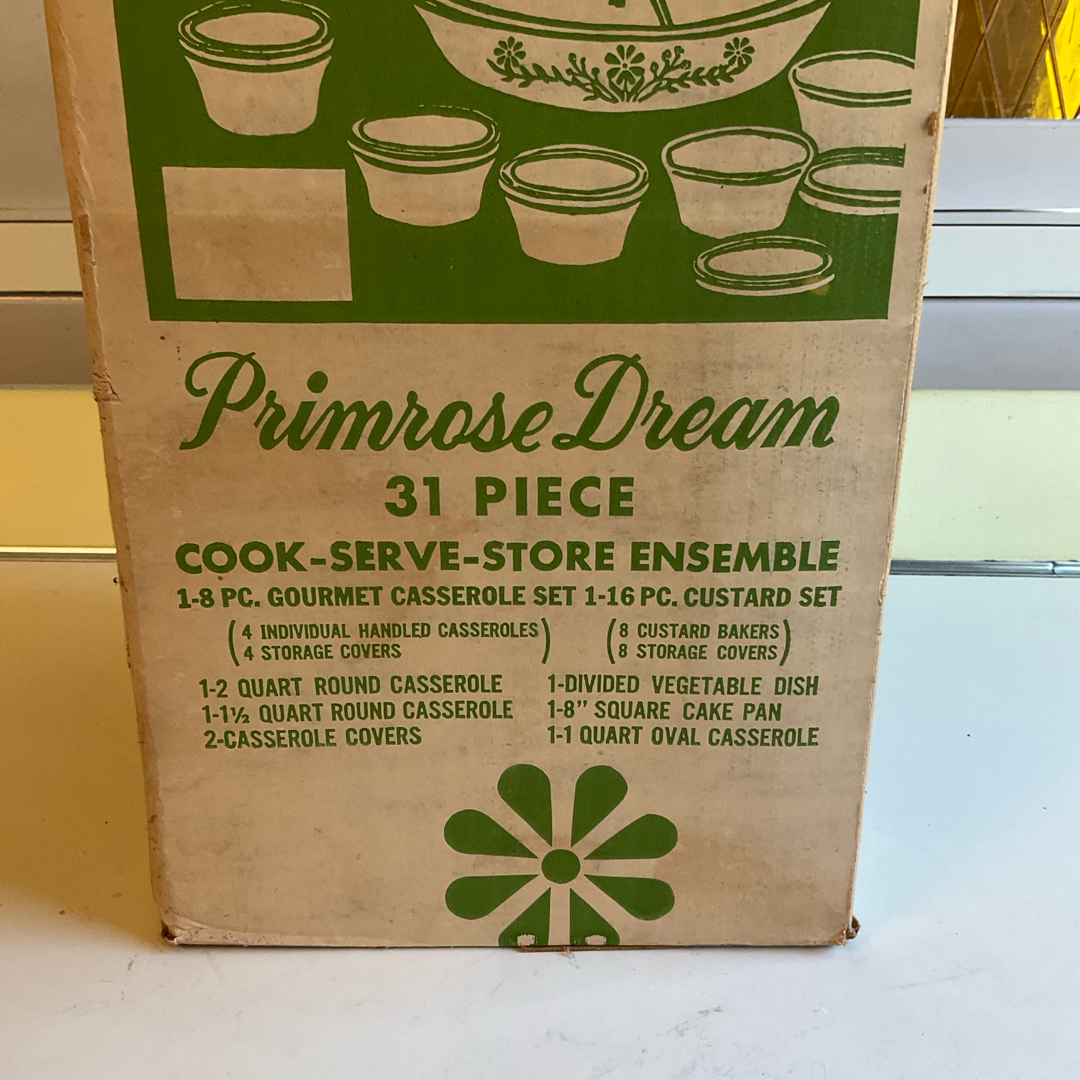 Primrose Dream
31 PIECE
COOK-SERVE-STORE ENSEMBLE
1-8 PC. GOURMET CASSEROLE SET 1-16 PC. CUSTARD SET
(4 INDIVIDUAL HANDLED CASSEROLES) (8 CUSTARD BAKERS)
(4 STORAGE COVERS) (8 STORAGE COVERS)
1-2 QUART ROUND CASSEROLE 1-DIVIDED VEGETABLE DISH
1-1½ QUART ROUND CASSEROLE 1-8” SQUARE CAKE PAN
2-CASSEROLE COVERS 1-1 QUART OVAL CASSEROLE